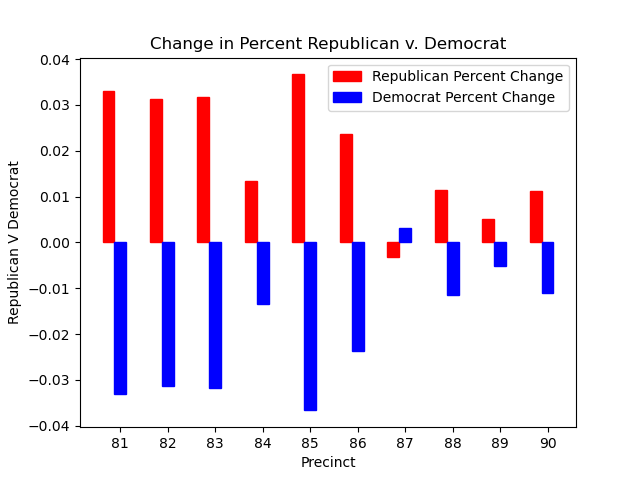 Change in Percent Republican v. Democrat
Republican Percent Change
Democrat Percent Change
Republican V Democrat
0.04
0.03
0.02
0.01
0.00
−0.01
−0.02
−0.03
−0.04
81 82 83 84 85 86 87 88 89 90
Precinct